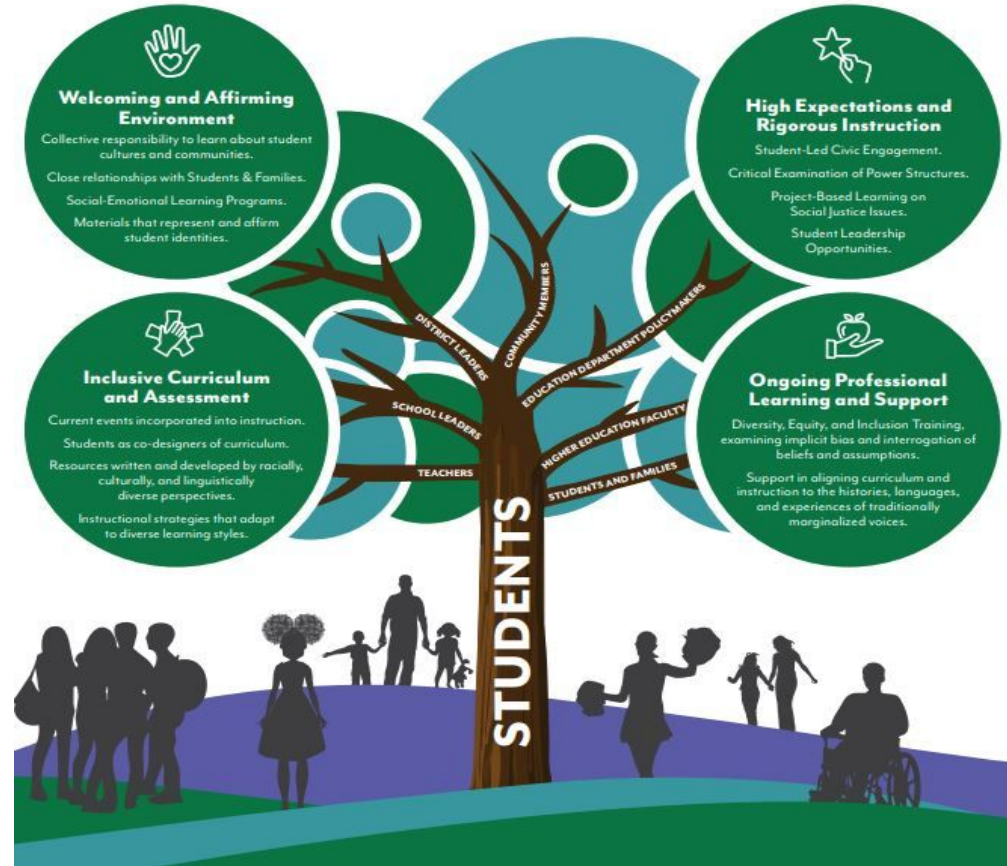 Welcoming and Affirming
Environment
Collective responsibility to learn about student
cultures and communities.
Close relationships with Students & Families.
Social-Emotional Learning Programs.
Materials that represent and affirm
student identities.
High Expectations and
Rigorous Instruction
Student-Led Civic Engagement.
Critical Examination of Power Structures.
Project-Based Learning on
Social Justice Issues.
Student Leadership
Opportunities.
Inclusive Curriculum
and Assessment
Current events incorporated into instruction.
Students as co-designers of curriculum.
Resources written and developed by racially,
culturally, and linguistically
diverse perspectives.
Instructional strategies that adapt
to diverse learning styles.
Ongoing Professional
Learning and Support
Diversity, Equity, and Inclusion Training,
examining implicit bias and interrogation of
beliefs and assumptions.
Support in aligning curriculum and
instruction to the histories, languages,
and experiences of traditionally
marginalized voices.
DISTRICT LEADERS
COMMUNITY MEMBERS
EDUCATION DEPARTMENT POLICYMAKERS
SCHOOL LEADERS
HIGHER EDUCATION FACULTY
TEACHERS
STUDENTS AND FAMILIES
STUDENTS